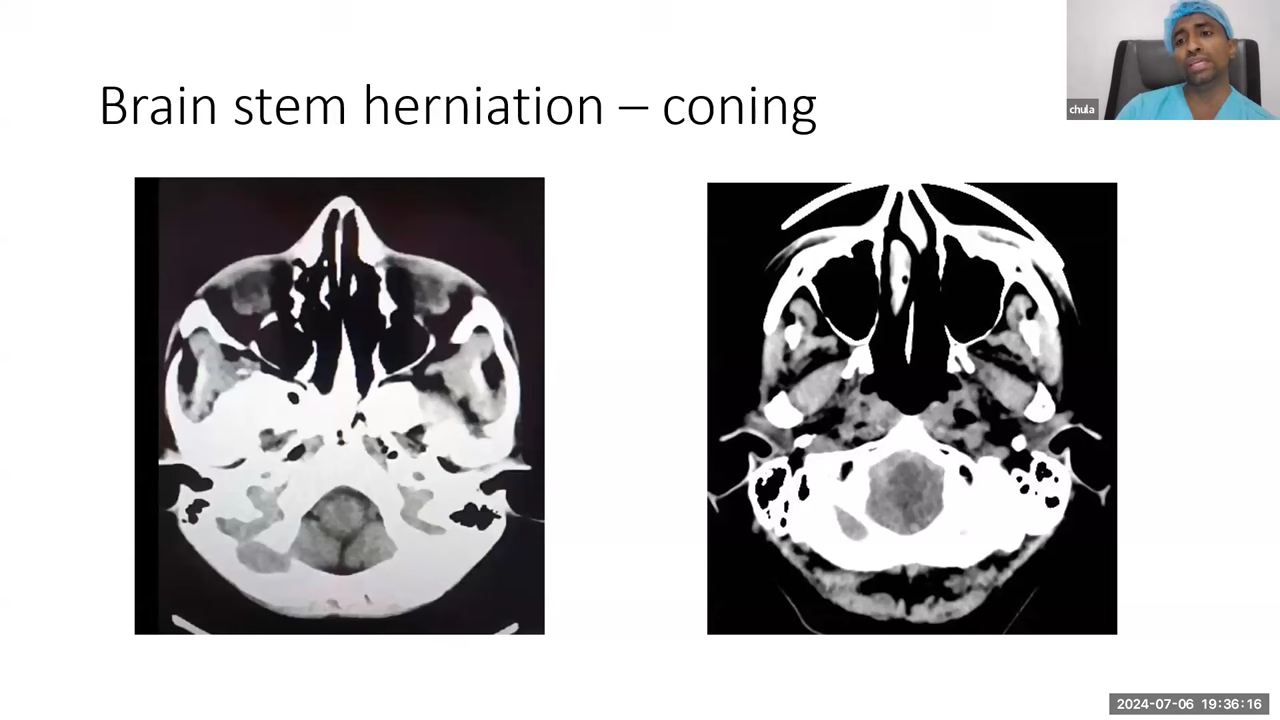 Brain stem herniation – coning
chula
2024-07-06 19:36:16